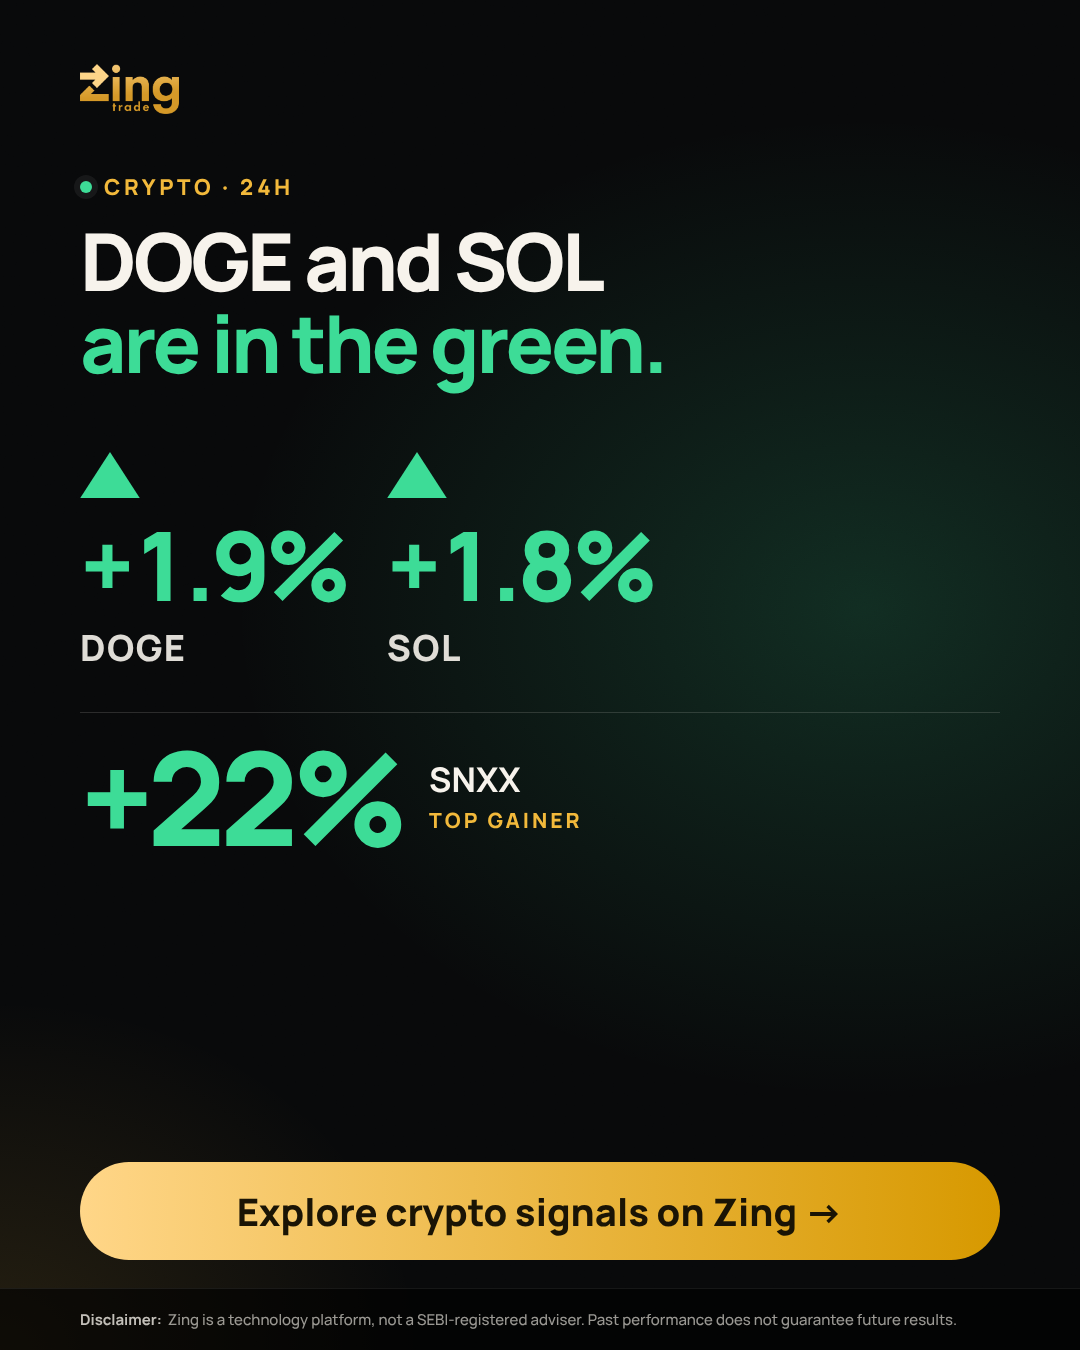 Zing
trade
CRYPTO · 24H
DOGE and SOL
are in the green.
+1.9% +1.8%
DOGE SOL
+22% SNXX
TOP GAINER
Explore crypto signals on Zing →
Disclaimer: Zing is a technology platform, not a SEBI-registered adviser. Past performance does not guarantee future results.